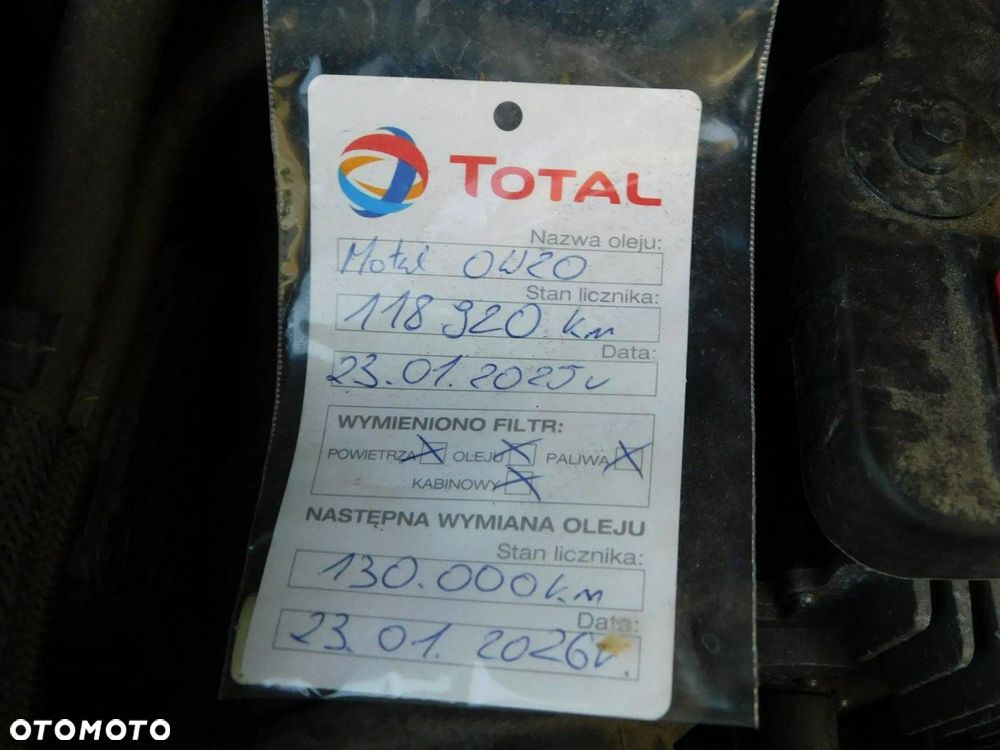 TOTAL
Nazwa oleju:
Motul 0W20
Stan licznika:
118 920 km
Data:
23.01.2025r
WYMIENIONO FILTR:
POWIETRZA OLEJU PALIWA
KABINOWY
NASTĘPNA WYMIANA OLEJU
Stan licznika:
130.000km
Data:
23.01.2026r.
OTOMOTO